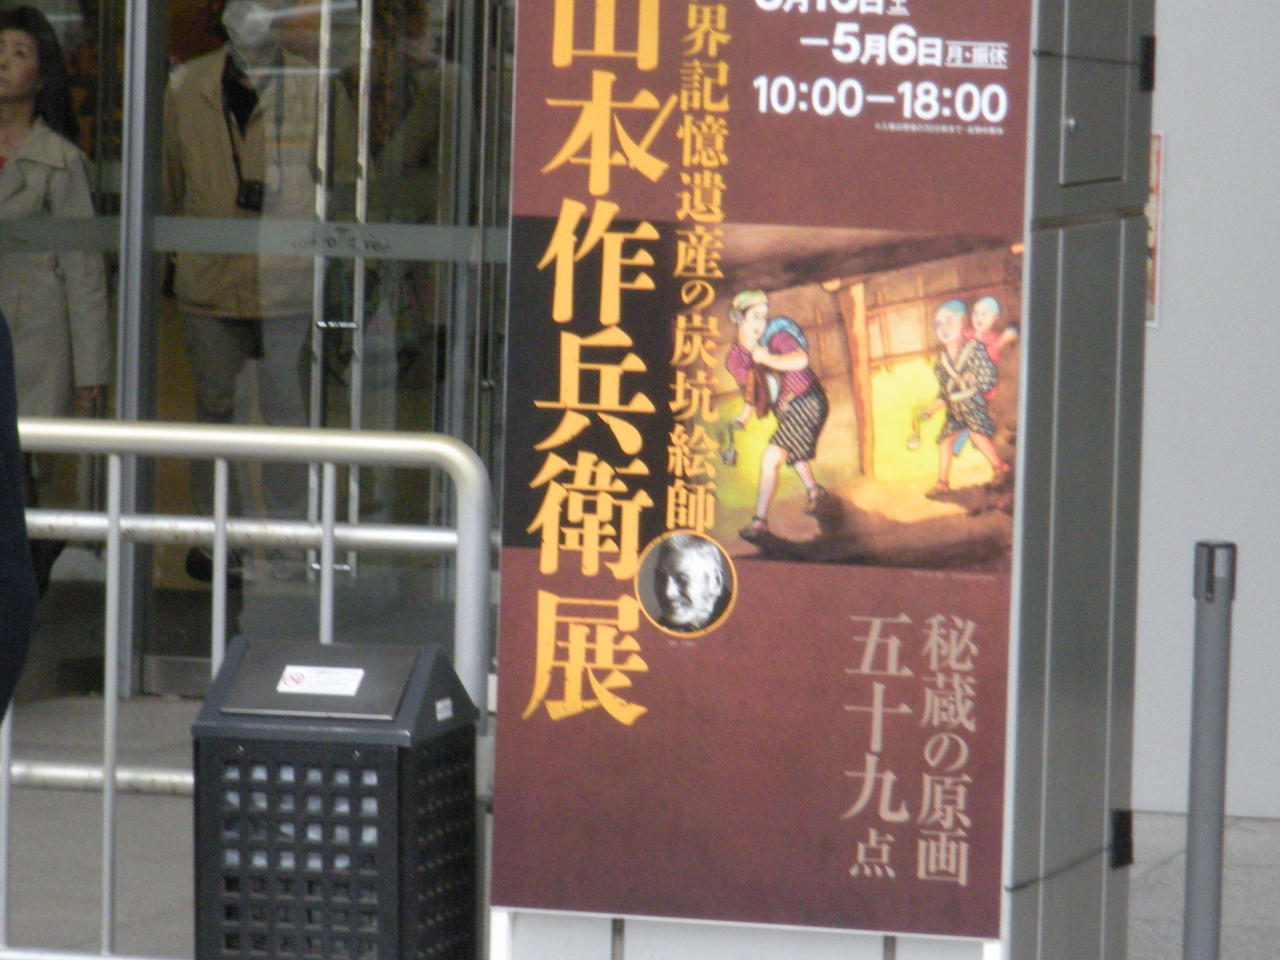 界記憶遺産の炭坑絵師
山本作兵衛展
−5月6日月・振休
10:00−18:00
秘蔵の原画
五十九点